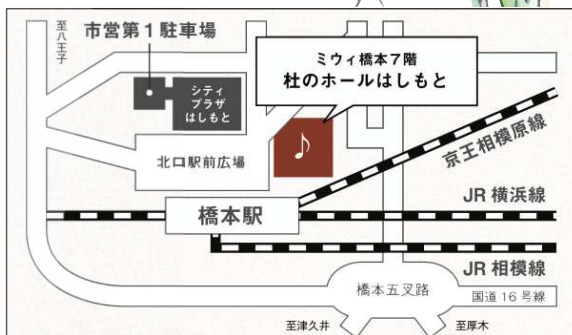 至八王子
市営第1駐車場
ミウィ橋本7階
杜のホールはしもと
シティ
プラザ
はしもと
♪
北口駅前広場
京王相模原線
橋本駅
JR 横浜線
JR 相模線
橋本五叉路
国道16号線
至津久井
至厚木